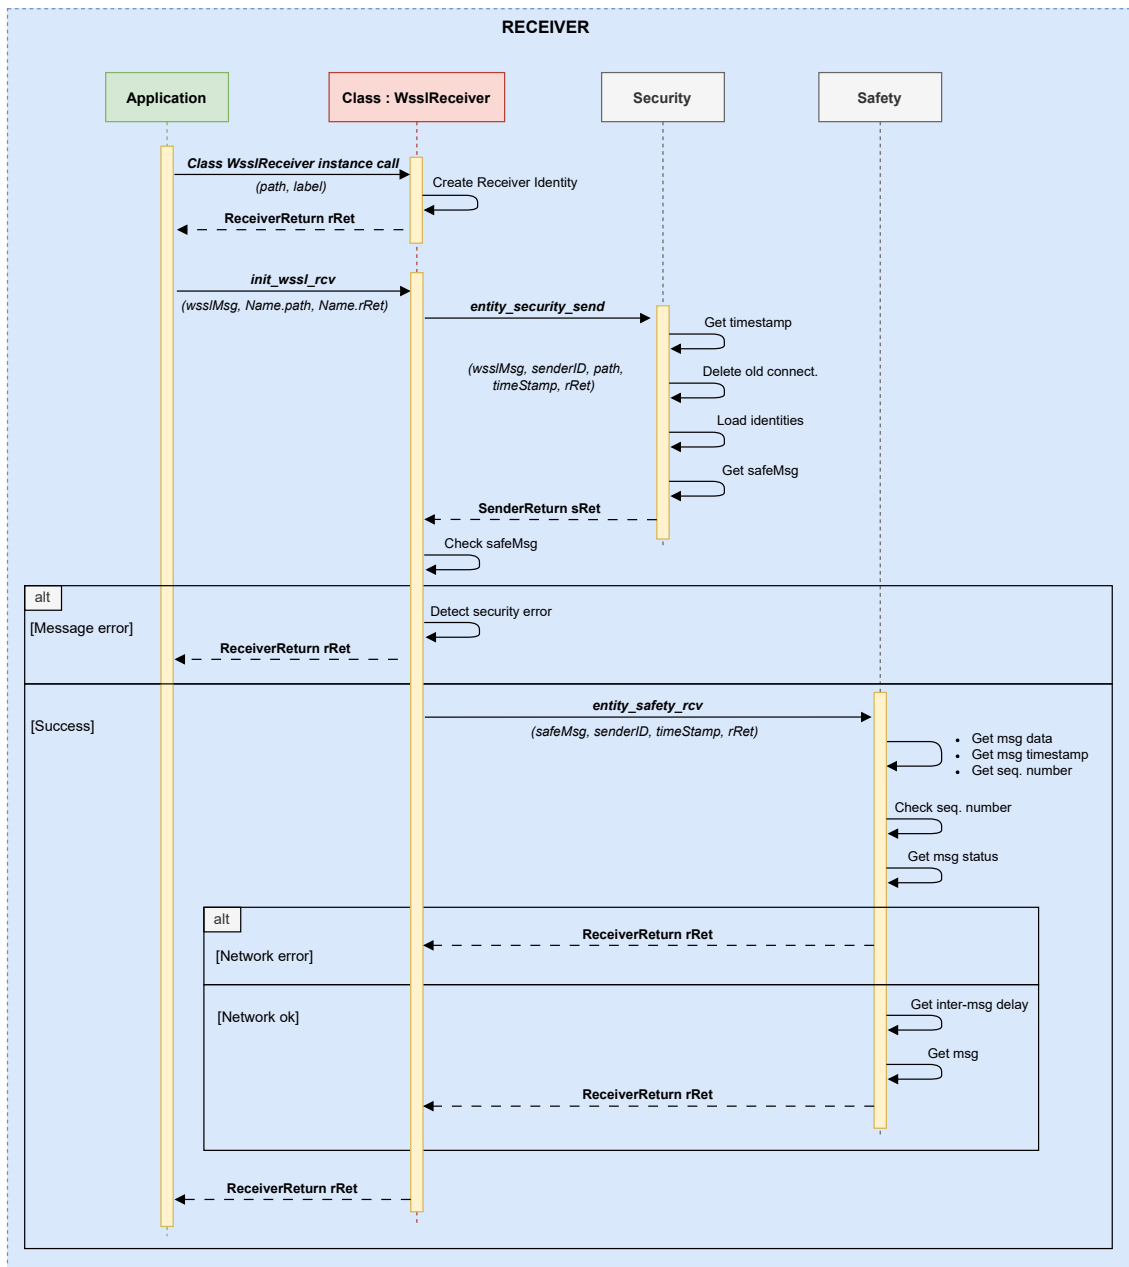 RECEIVER
Application
Class : WsslReceiver
Security
Safety
Class WsslReceiver instance call
(path, label)
Create Receiver Identity
ReceiverReturn rRet
init_wssl_rcv
(wsslMsg, Name.path, Name.rRet)
entity_security_send
(wsslMsg, senderID, path,
timeStamp, rRet)
Get timestamp
Delete old connect.
Load identities
Get safeMsg
SenderReturn sRet
Check safeMsg
alt
[Message error]
Detect security error
ReceiverReturn rRet
[Success]
entity_safety_rcv
(safeMsg, senderID, timeStamp, rRet)
• Get msg data
• Get msg timestamp
• Get seq. number
Check seq. number
Get msg status
alt
ReceiverReturn rRet
[Network error]
[Network ok]
Get inter-msg delay
Get msg
ReceiverReturn rRet
ReceiverReturn rRet